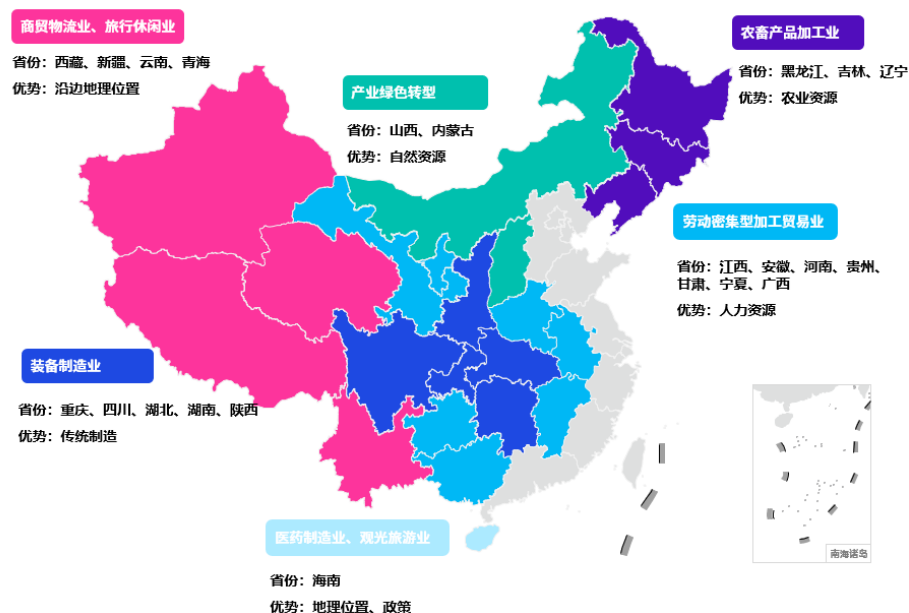 商贸物流业、旅行休闲业
省份：西藏、新疆、云南、青海
优势：沿边地理位置
农畜产品加工业
省份：黑龙江、吉林、辽宁
优势：农业资源
产业绿色转型
省份：山西、内蒙古
优势：自然资源
劳动密集型加工贸易业
省份：江西、安徽、河南、贵州、
甘肃、宁夏、广西
优势：人力资源
装备制造业
省份：重庆、四川、湖北、湖南、陕西
优势：传统制造
医药制造业、观光旅游业
省份：海南
优势：地理位置、政策
南海诸岛